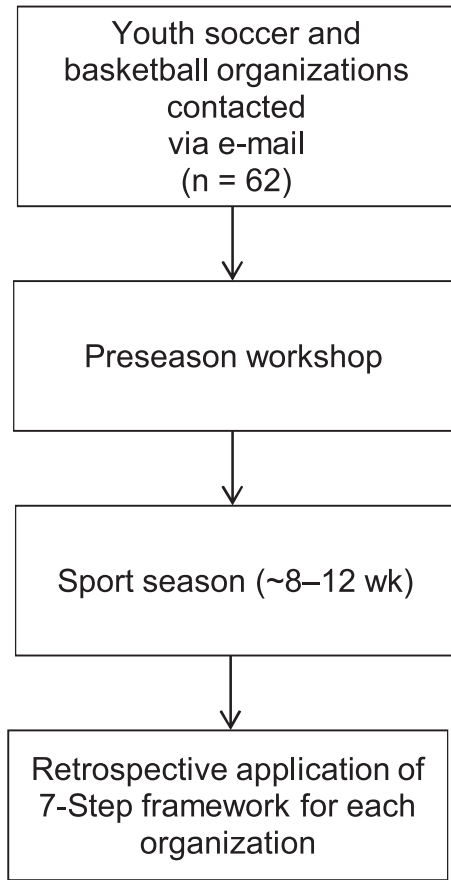 Youth soccer and
basketball organizations
contacted
via e-mail
(n = 62)
Preseason workshop
Sport season (~8–12 wk)
Retrospective application of
7-Step framework for each
organization